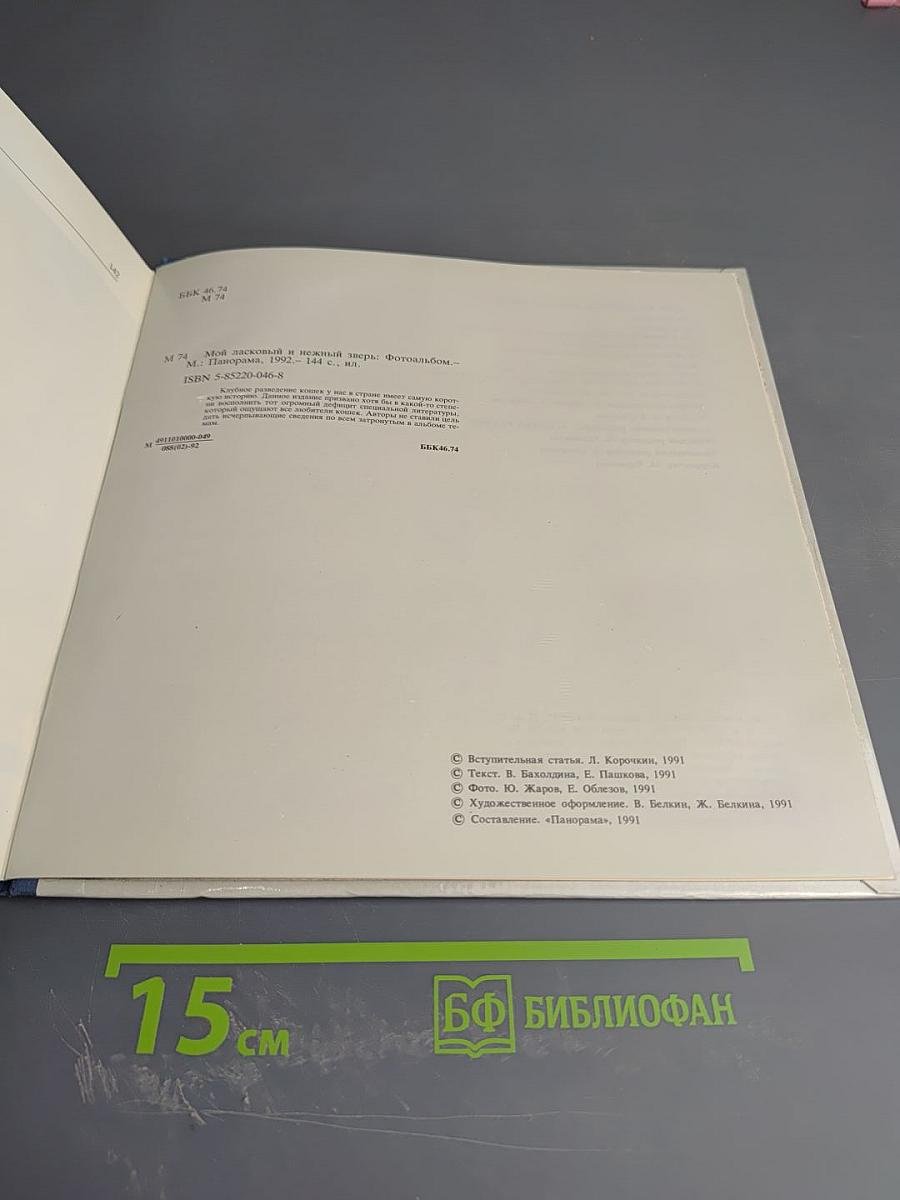 142
ББК 46.74
М 74
М 74 Мой ласковый и нежный зверь: Фотоальбом.–
М.: Панорама, 1992.– 144 с., ил.
ISBN 5-85220-046-8
Клубное разведение кошек у нас в стране имеет самую корот-
кую историю. Данное издание призвано хотя бы в какой-то степе-
ни восполнить тот огромный дефицит специальной литературы,
который ощущают все любители кошек. Авторы не ставили цель
дать исчерпывающие сведения по всем затронутым в альбоме те-
мам.
М 4911010000-049
088(02)-92
ББК46.74
© Вступительная статья. Л. Корочкин, 1991
© Текст. В. Бахолдина, Е. Пашкова, 1991
© Фото. Ю. Жаров, Е. Облезов, 1991
© Художественное оформление. В. Белкин, Ж. Белкина, 1991
© Составление. «Панорама», 1991
15 см
БФ БИБЛИОФАН